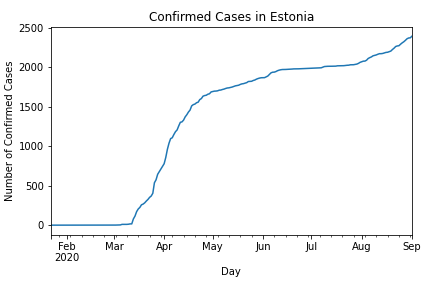 Confirmed Cases in Estonia
Number of Confirmed Cases
2500
2000
1500
1000
500
0
Feb Mar Apr May Jun Jul Aug Sep
2020
Day